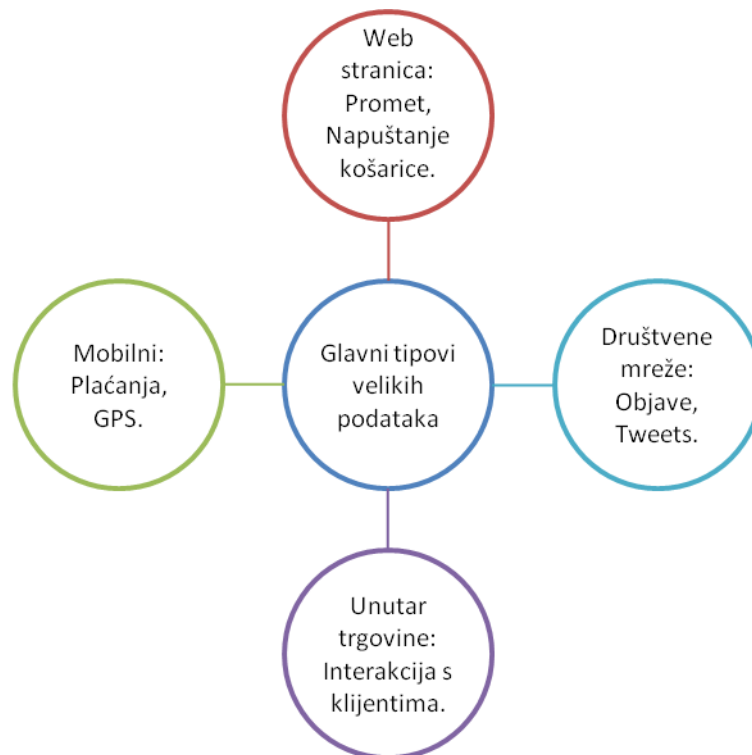 Web
stranica:
Promet,
Napuštanje
košarice.
Mobilni:
Plaćanja,
GPS.
Glavni tipovi
velikih
podataka
Društvene
mreže:
Objave,
Tweets.
Unutar
trgovine:
Interakcija s
klijentima.